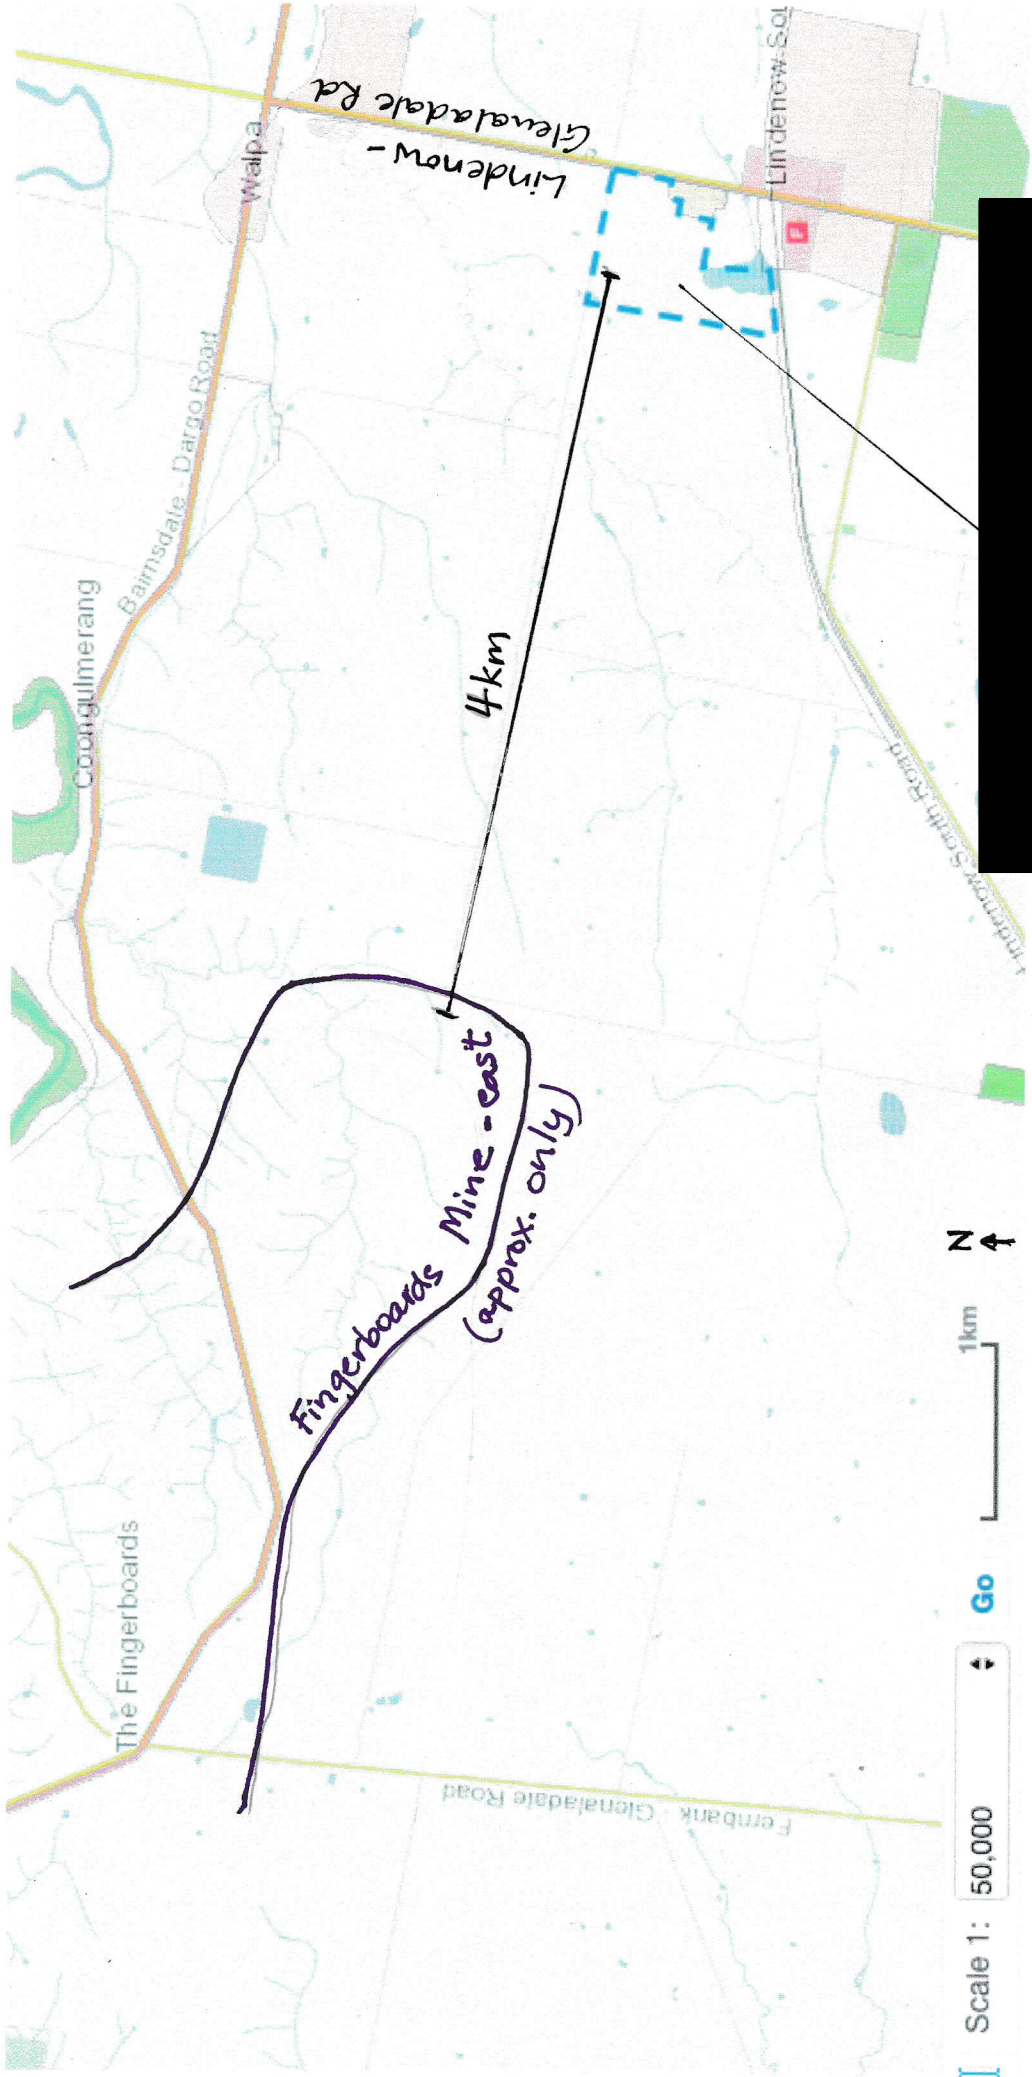 The Fingerboards
Coongulmerang
Bairnsdale - Dargo Road
Walpa
Lindenow -
Glenaladale Rd
Fingerboards Mine - east
(approx. only)
4km
Lindenow Sou
F
Fernbank - Glenaladale Road
Lindenow South Road
Scale 1: 50,000
Go
1km
N